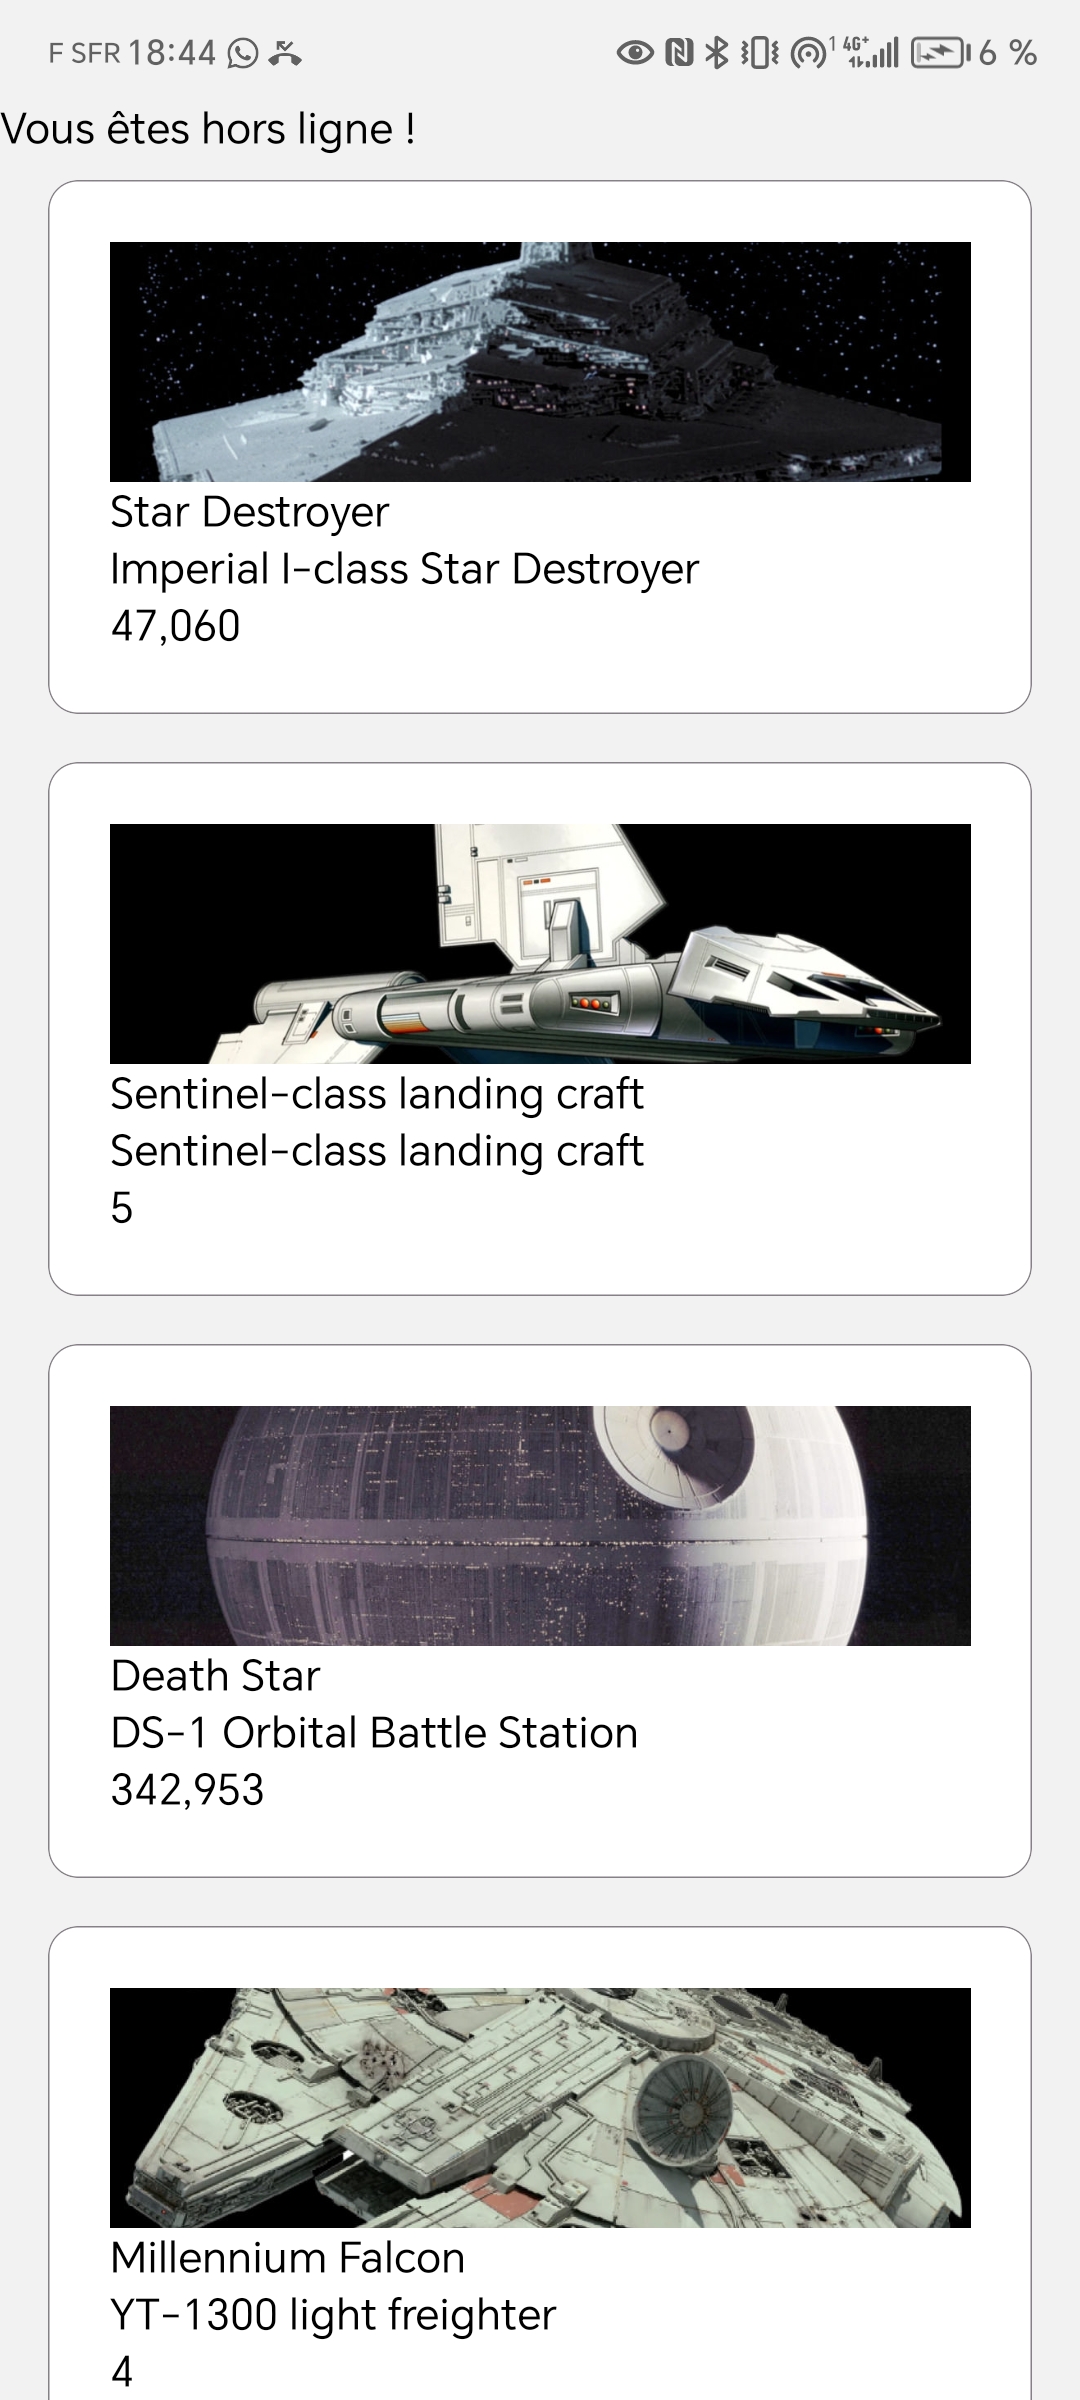 F SFR 18:44 1 4G+ 6 %
Vous êtes hors ligne !
Star Destroyer
Imperial I-class Star Destroyer
47,060
Sentinel-class landing craft
Sentinel-class landing craft
5
Death Star
DS-1 Orbital Battle Station
342,953
Millennium Falcon
YT-1300 light freighter
4